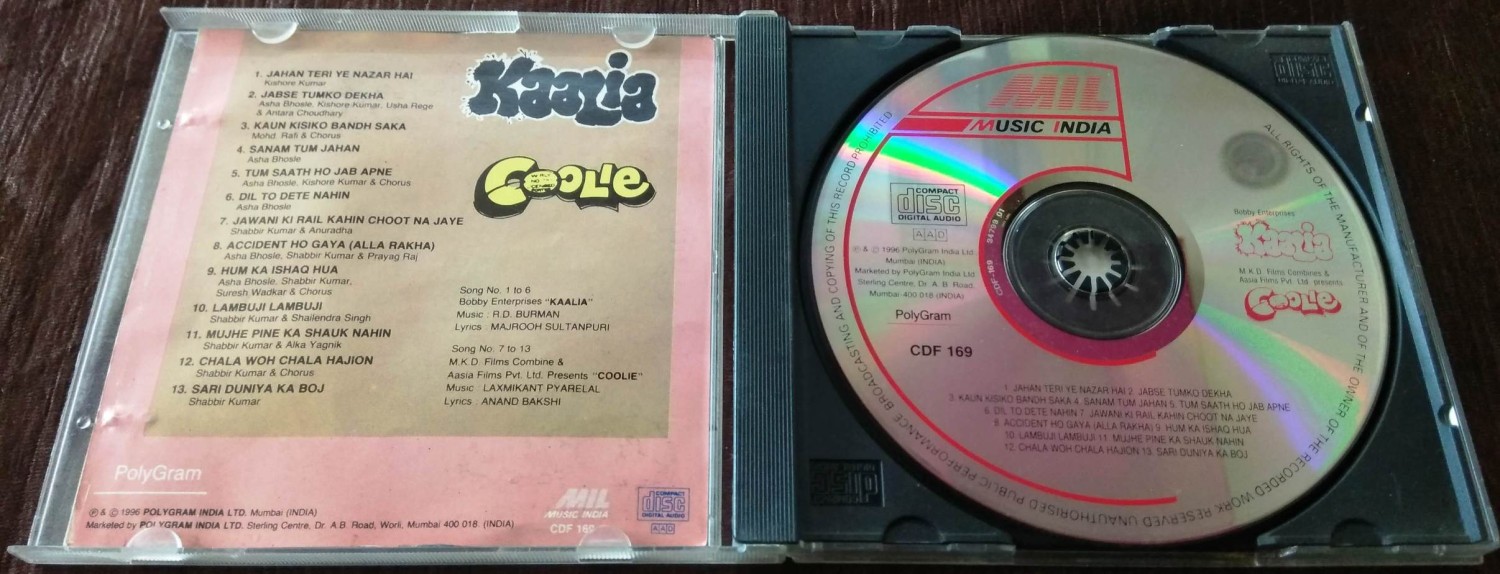 Kaalia
COOLIE
1. JAHAN TERI YE NAZAR HAI
Kishore Kumar
2. JABSE TUMKO DEKHA
Asha Bhosle, Kishore Kumar, Usha Rege
& Antara Choudhary
3. KAUN KISIKO BANDH SAKA
Mohd. Rafi & Chorus
4. SANAM TUM JAHAN
Asha Bhosle
5. TUM SAATH HO JAB APNE
Asha Bhosle, Kishore Kumar & Chorus
6. DIL TO DETE NAHIN
Asha Bhosle
7. JAWANI KI RAIL KAHIN CHOOT NA JAYE
Shabbir Kumar & Anuradha
8. ACCIDENT HO GAYA (ALLA RAKHA)
Asha Bhosle, Shabbir Kumar & Prayag Raj
9. HUM KA ISHAQ HUA
Asha Bhosle, Shabbir Kumar,
Suresh Wadkar & Chorus
10. LAMBUJI LAMBUJI
Shabbir Kumar & Shailendra Singh
11. MUJHE PINE KA SHAUK NAHIN
Shabbir Kumar & Alka Yagnik
12. CHALA WOH CHALA HAJION
Shabbir Kumar & Chorus
13. SARI DUNIYA KA BOJ
Shabbir Kumar
Song No. 1 to 6
Bobby Enterprises "KAALIA"
Music : R.D. BURMAN
Lyrics : MAJROOH SULTANPURI
Song No. 7 to 13
M.K.D. Films Combine &
Aasia Films Pvt. Ltd. Presents "COOLIE"
Music : LAXMIKANT PYARELAL
Lyrics : ANAND BAKSHI
PolyGram
℗ & © 1996 POLYGRAM INDIA LTD. Mumbai (INDIA)
Marketed by POLYGRAM INDIA LTD. Sterling Centre, Dr. A.B. Road, Worli, Mumbai 400 018. (INDIA)
MIL
MUSIC INDIA
CDF 169
COMPACT
disc
DIGITAL AUDIO
AAD
MIL
MUSIC INDIA
COMPACT
disc
DIGITAL AUDIO
AAD
℗ & © 1996 PolyGram India Ltd.
Mumbai (INDIA)
Marketed by PolyGram India Ltd.
Sterling Centre, Dr. A. B. Road.
Mumbai-400 018 (INDIA)
PolyGram
CDF 169
Bobby Enterprises'
Kaalia
M.K.D. Films Combines &
Aasia Films Pvt. Ltd. presents
COOLIE
1. JAHAN TERI YE NAZAR HAI 2. JABSE TUMKO DEKHA
3. KAUN KISIKO BANDH SAKA 4. SANAM TUM JAHAN 5. TUM SAATH HO JAB APNE
6. DIL TO DETE NAHIN 7. JAWANI KI RAIL KAHIN CHOOT NA JAYE
8. ACCIDENT HO GAYA (ALLA RAKHA) 9. HUM KA ISHAQ HUA
10. LAMBUJI LAMBUJI 11. MUJHE PINE KA SHAUK NAHIN
12. CHALA WOH CHALA HAJION 13. SARI DUNIYA KA BOJ
ALL RIGHTS OF THE MANUFACTURER AND OF THE OWNER OF THE RECORDED WORK RESERVED UNAUTHORISED PUBLIC PERFORMANCE BROADCASTING AND COPYING OF THIS RECORD PROHIBITED
CDF-169
disc
disc